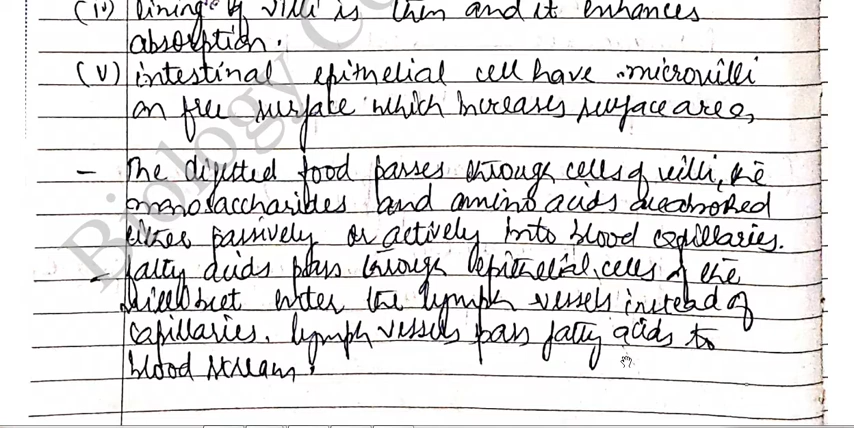 (iv) lining of villi is thin and it enhances
absorption.
(V) intestinal epithelial cell have microvilli
on free surface which increases surface area,
- The digested food passes through cells of villi, the
monosaccharides and amino acids are absorbed
either passively or actively into blood capillaries.
- fatty acids pass through epithelial cells of the
villi but enter the lymph vessels instead of
capillaries. lymph vessels pass fatty acids to
blood stream.
Biology